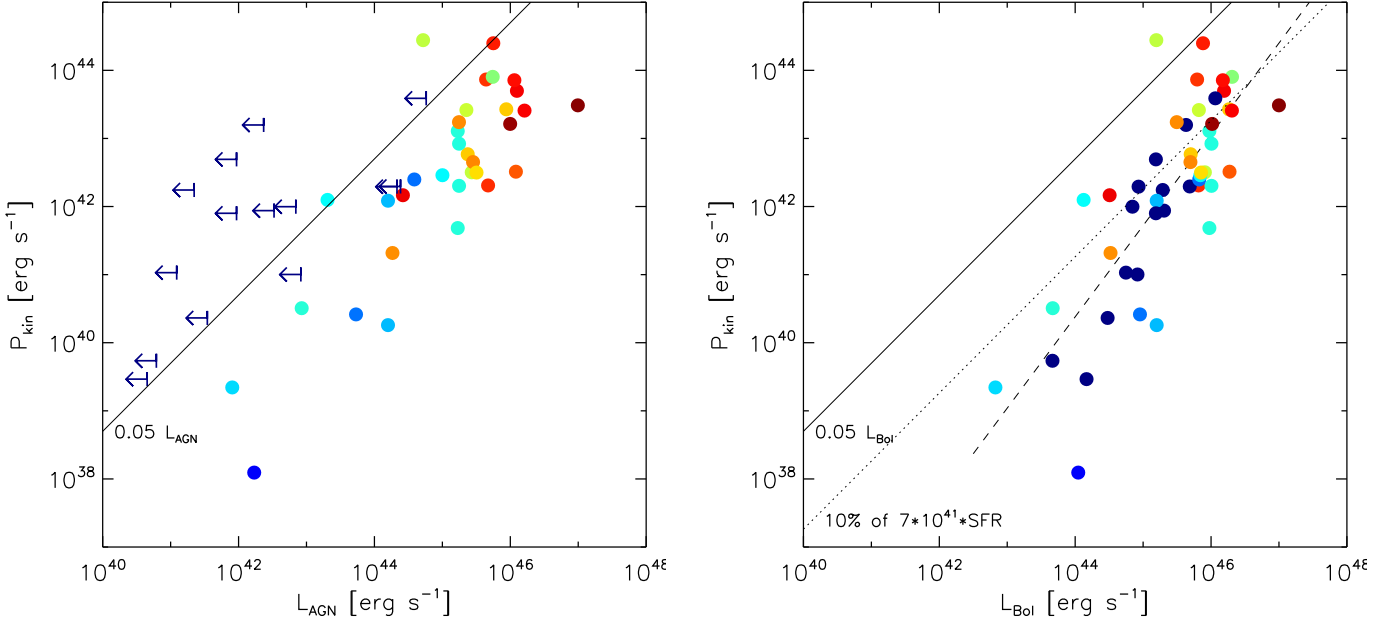 10^44
10^42
10^40
10^38
P_kin [erg s^−1]
0.05 L_AGN
10^40 10^42 10^44 10^46 10^48
L_AGN [erg s^−1]
10^44
10^42
10^40
10^38
P_kin [erg s^−1]
0.05 L_Bol
10% of 7*10^41*SFR
10^40 10^42 10^44 10^46 10^48
L_Bol [erg s^−1]